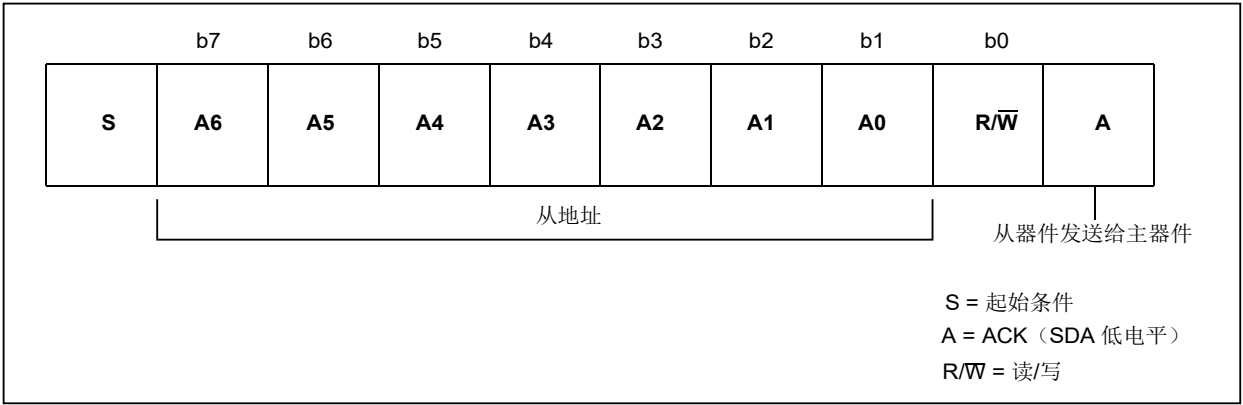 b7 b6 b5 b4 b3 b2 b1 b0
S A6 A5 A4 A3 A2 A1 A0 R/W̅ A
从地址
从器件发送给主器件
S = 起始条件
A = ACK（SDA 低电平）
R/W̅ = 读/写